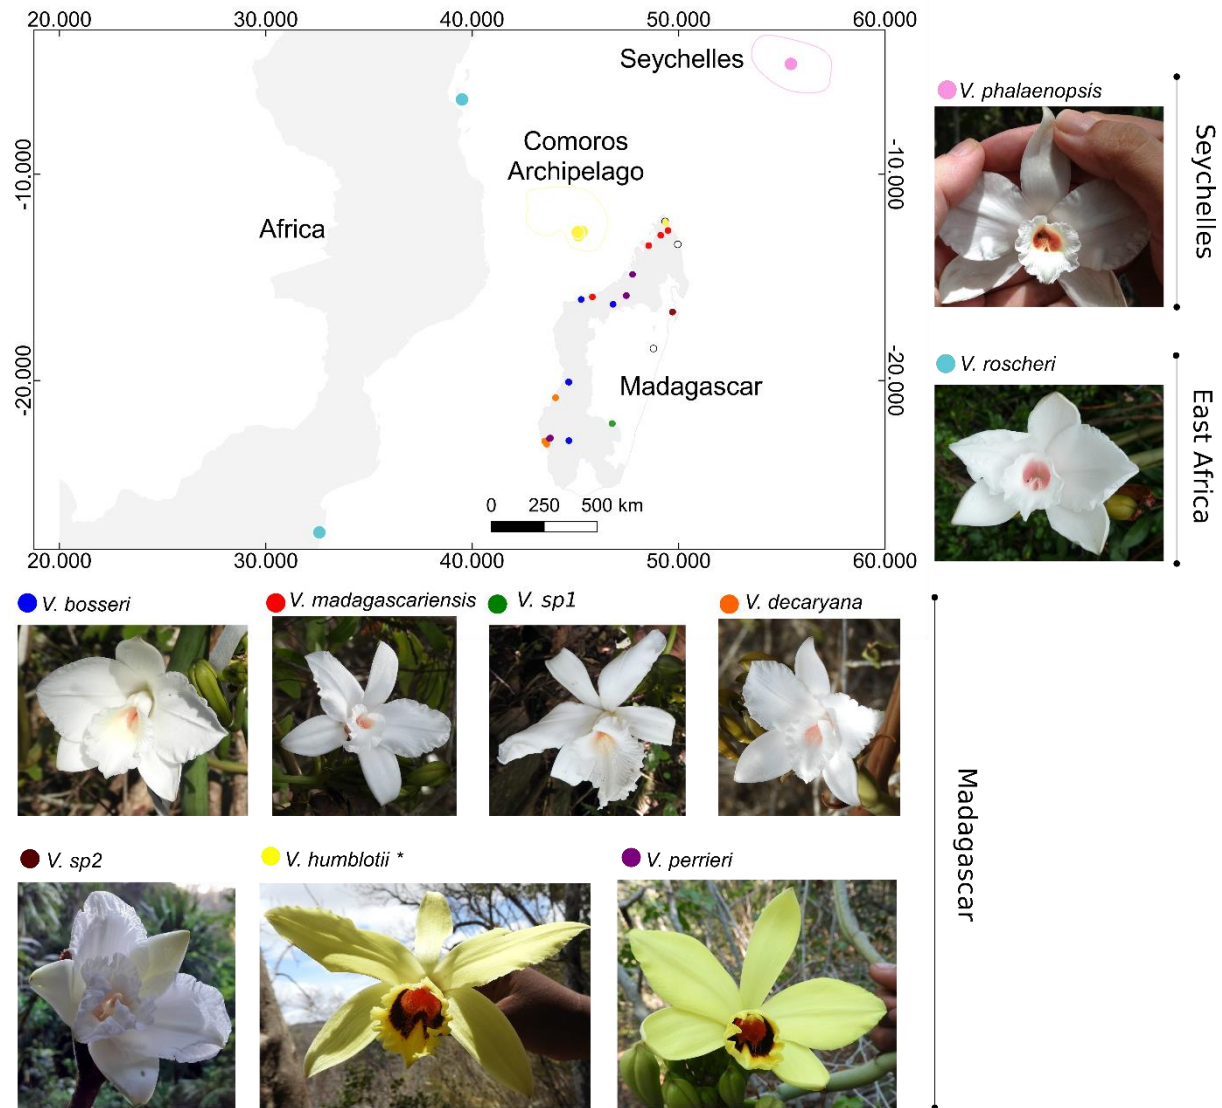 20.000 30.000 40.000 50.000 60.000
Seychelles
Comoros
Archipelago
Africa
Madagascar
0 250 500 km
-10.000
-20.000
-10.000
-20.000
20.000 30.000 40.000 50.000 60.000
V. phalaenopsis
Seychelles
V. roscheri
East Africa
V. bosseri
V. madagascariensis
V. sp1
V. decaryana
V. sp2
V. humblotii *
V. perrieri
Madagascar